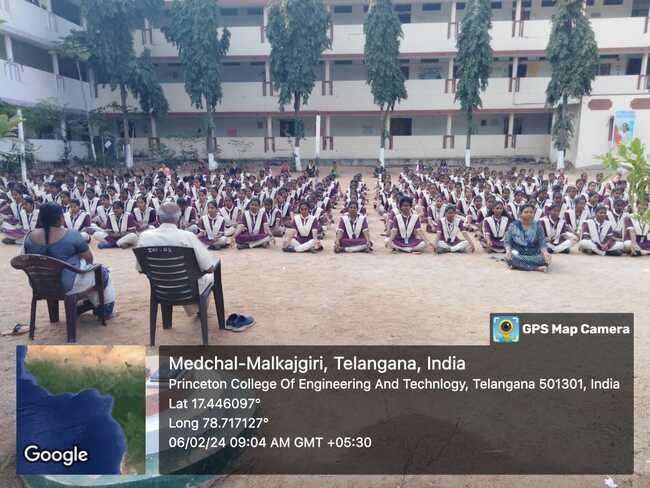 GPS Map Camera
Medchal-Malkajgiri, Telangana, India
Princeton College Of Engineering And Technlogy, Telangana 501301, India
Lat 17.446097°
Long 78.717127°
06/02/24 09:04 AM GMT +05:30
Google